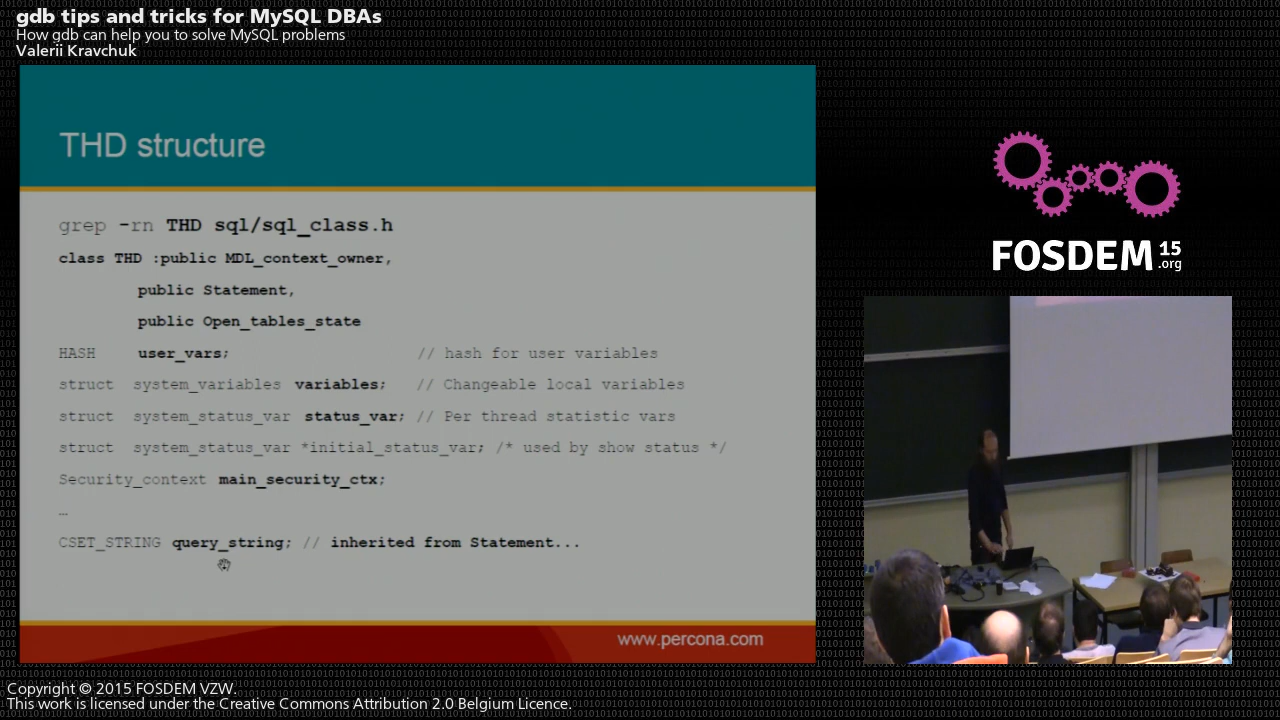 gdb tips and tricks for MySQL DBAs
How gdb can help you to solve MySQL problems
Valerii Kravchuk
THD structure
grep -rn THD sql/sql_class.h
class THD :public MDL_context_owner,
public Statement,
public Open_tables_state
HASH user_vars; // hash for user variables
struct system_variables variables; // Changeable local variables
struct system_status_var status_var; // Per thread statistic vars
struct system_status_var *initial_status_var; /* used by show status */
Security_context main_security_ctx;
…
CSET_STRING query_string; // inherited from Statement...
www.percona.com
FOSDEM 15
.org
Copyright © 2015 FOSDEM VZW.
This work is licensed under the Creative Commons Attribution 2.0 Belgium Licence.